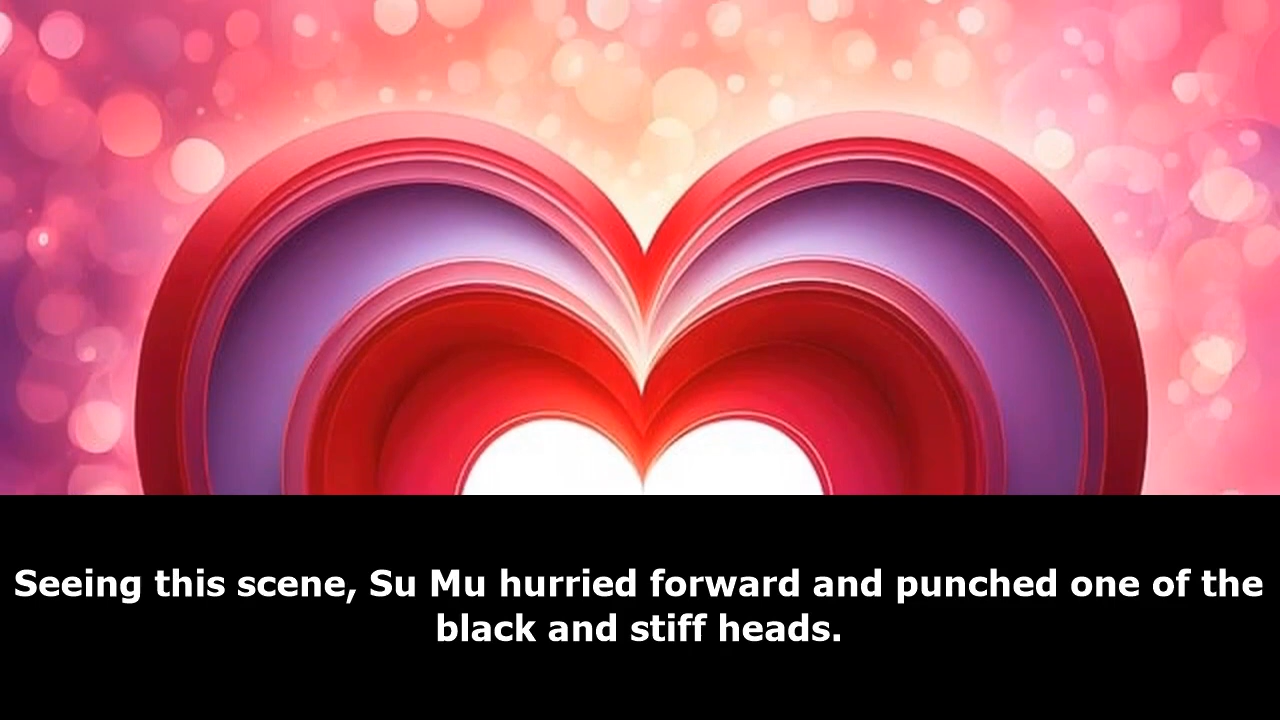 Seeing this scene, Su Mu hurried forward and punched one of the
black and stiff heads.